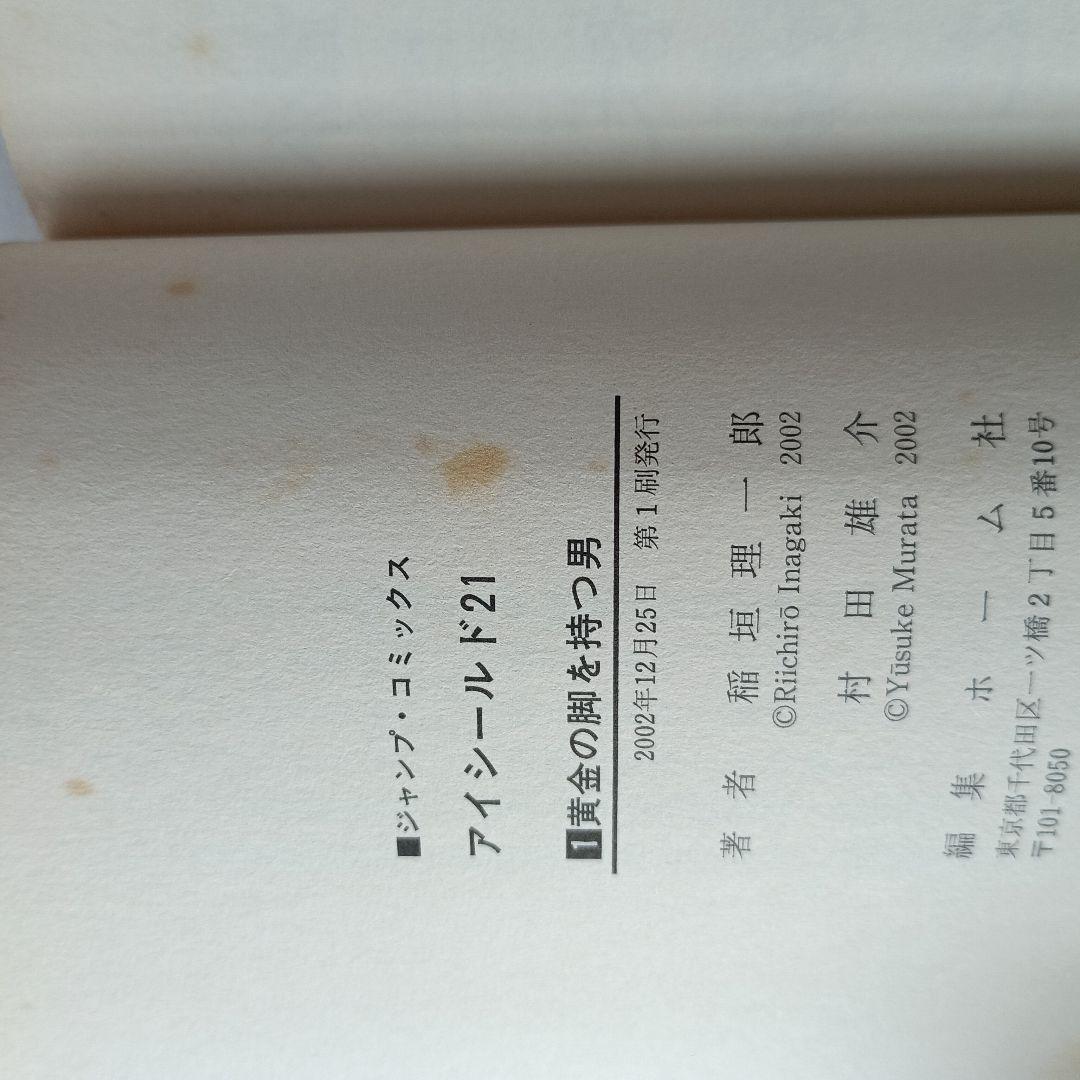 ■ジャンプ・コミックス
アイシールド21
1黄金の脚を持つ男
2002年12月25日 第1刷発行
著者 稲垣理一郎
©Riichirō Inagaki 2002
村田雄介
©Yūsuke Murata 2002
編集 ホーム社
東京都千代田区一ツ橋2丁目5番10号
〒101-8050